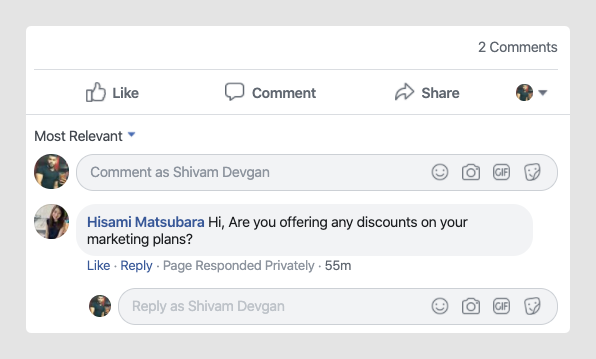 2 Comments
Like Comment Share
Most Relevant
Comment as Shivam Devgan GIF
Hisami Matsubara Hi, Are you offering any discounts on your
marketing plans?
Like · Reply · Page Responded Privately · 55m
Reply as Shivam Devgan GIF